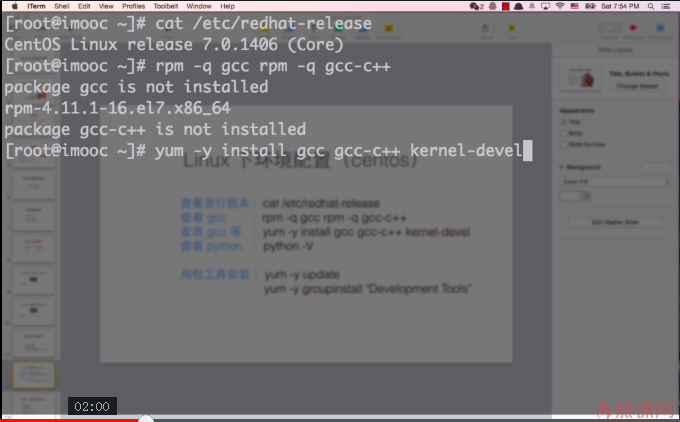 iTerm Shell Edit View Profiles Toolbelt Window Help
2 Sat 7:54 PM
[root@imooc ~]# cat /etc/redhat-release
CentOS Linux release 7.0.1406 (Core)
[root@imooc ~]# rpm -q gcc rpm -q gcc-c++
package gcc is not installed
rpm-4.11.1-16.el7.x86_64
package gcc-c++ is not installed
[root@imooc ~]# yum -y install gcc gcc-c++ kernel-devel
Linux 下环境配置（centos）
查看发行版本： cat /etc/redhat-release
查看 gcc ： rpm -q gcc rpm -q gcc-c++
安装 gcc 等 ： yum -y install gcc gcc-c++ kernel-devel
查看 python ： python -V
用包工具安装： yum -y update
yum -y groupinstall "Development Tools"
Slide Layout
Title, Bullets & Photo
Change Master
Appearance
Title
Body
Slide Number
Background
Color Fill
Edit Master Slide
02:00
慕课网